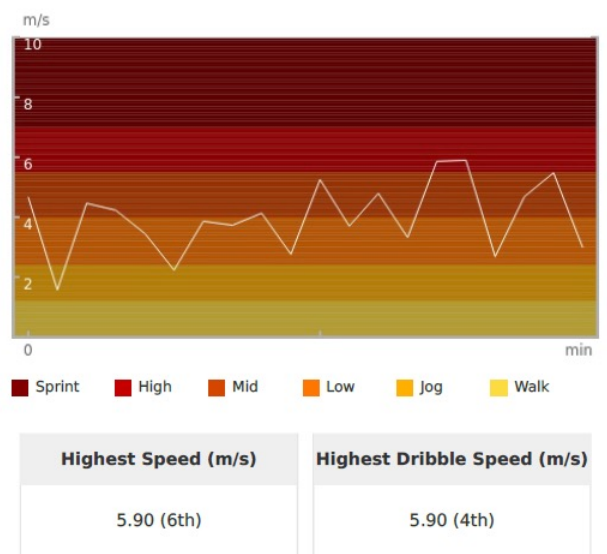 m/s
10
8
6
4
2
0 min
Sprint High Mid Low Jog Walk
Highest Speed (m/s) Highest Dribble Speed (m/s)
5.90 (6th) 5.90 (4th)